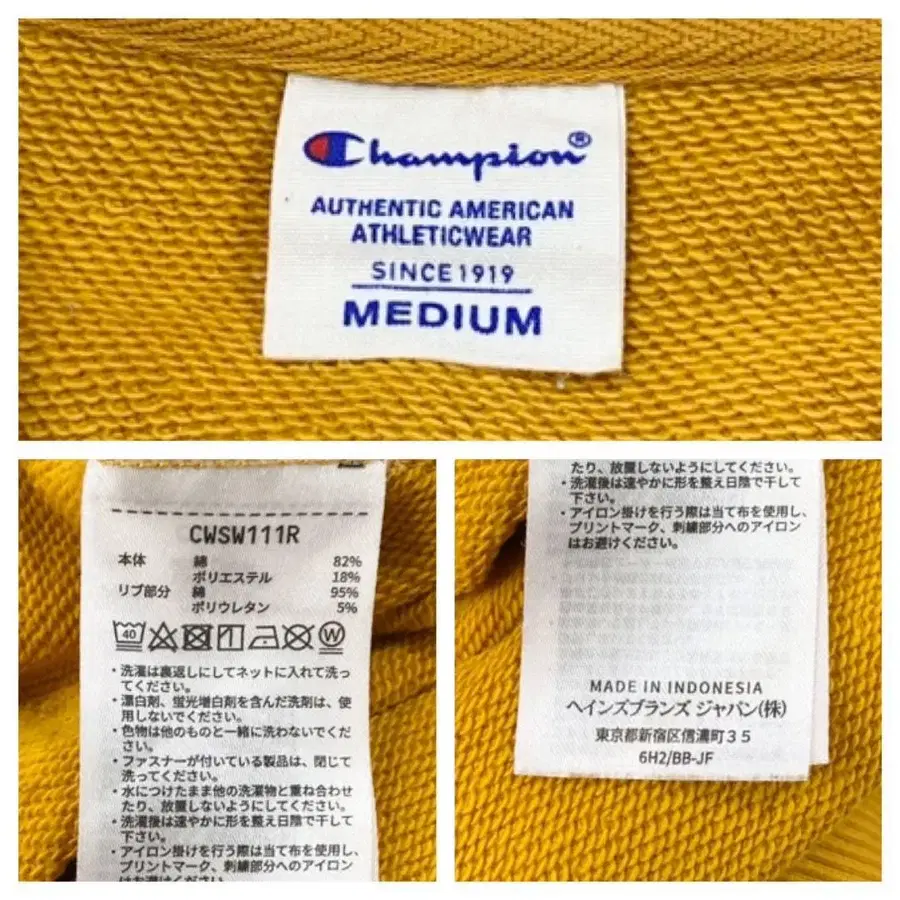 Champion®
AUTHENTIC AMERICAN
ATHLETICWEAR
SINCE 1919
MEDIUM
CWSW111R
本体 綿 82%
ポリエステル 18%
リブ部分 綿 95%
ポリウレタン 5%
40
W
・洗濯は裏返しにしてネットに入れて洗っ
てください。
・漂白剤、蛍光増白剤を含んだ洗剤は、使
用しないでください。
・色物は他のものと一緒に洗わないでくだ
さい。
・ファスナーが付いている製品は、閉じて
洗ってください。
・水につけたまま他の洗濯物と重ね合わせ
たり、放置しないようにしてください。
・洗濯後は速やかに形を整え日陰で干して
下さい。
・アイロン掛けを行う際は当て布を使用し、
プリントマーク、刺繍部分へのアイロン
はお避けください。
たり、放置しないようにしてください。
・洗濯後は速やかに形を整え日陰で干して
下さい。
・アイロン掛けを行う際は当て布を使用し、
プリントマーク、刺繍部分へのアイロン
はお避けください。
MADE IN INDONESIA
ヘインズブランズ ジャパン(株)
東京都新宿区信濃町35
6H2/BB-JF